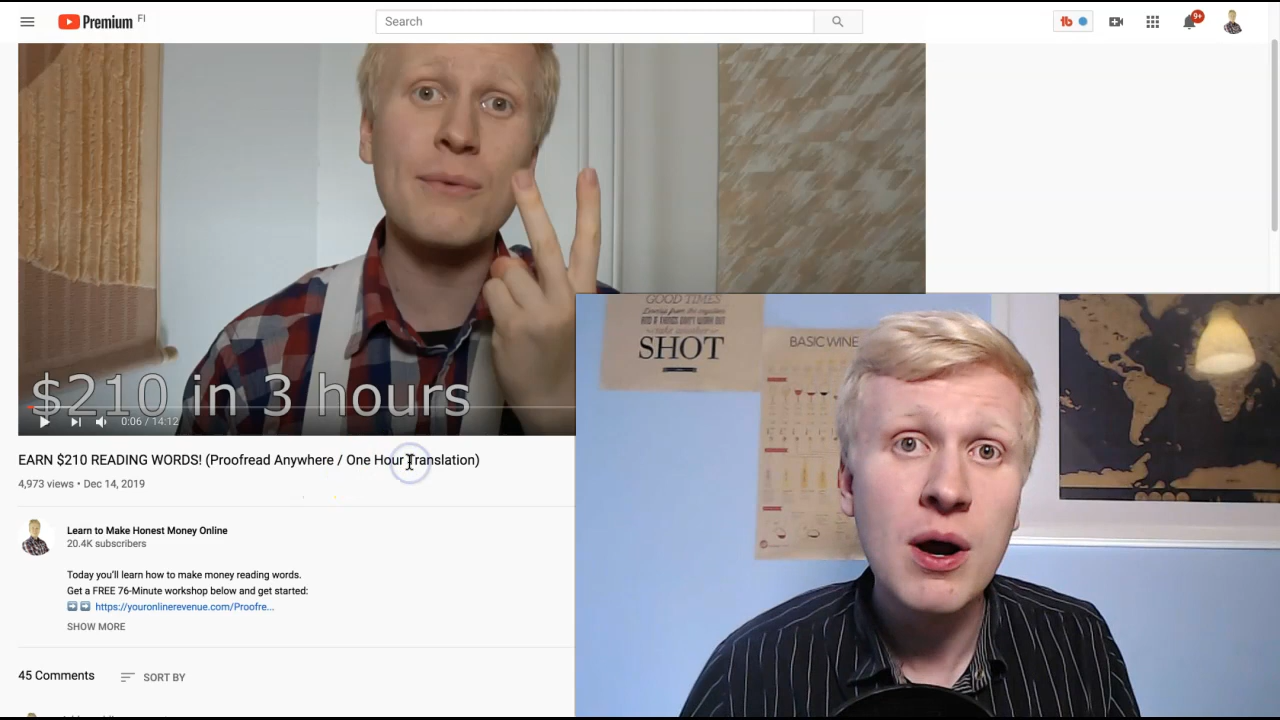 Premium FI
Search
9+
$210 in 3 hours
0:06 / 14:12
EARN $210 READING WORDS! (Proofread Anywhere / One Hour Translation)
4,973 views • Dec 14, 2019
Learn to Make Honest Money Online
20.4K subscribers
Today you'll learn how to make money reading words.
Get a FREE 76-Minute workshop below and get started:
https://youronlinerevenue.com/Proofre...
SHOW MORE
45 Comments
SORT BY
GOOD TIMES
SHOT
BASIC WINE